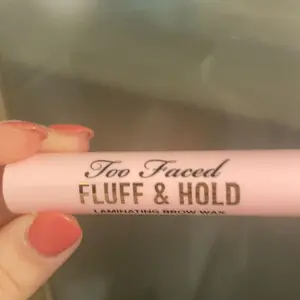 Too Faced
FLUFF & HOLD
LAMINATING BROW WAX